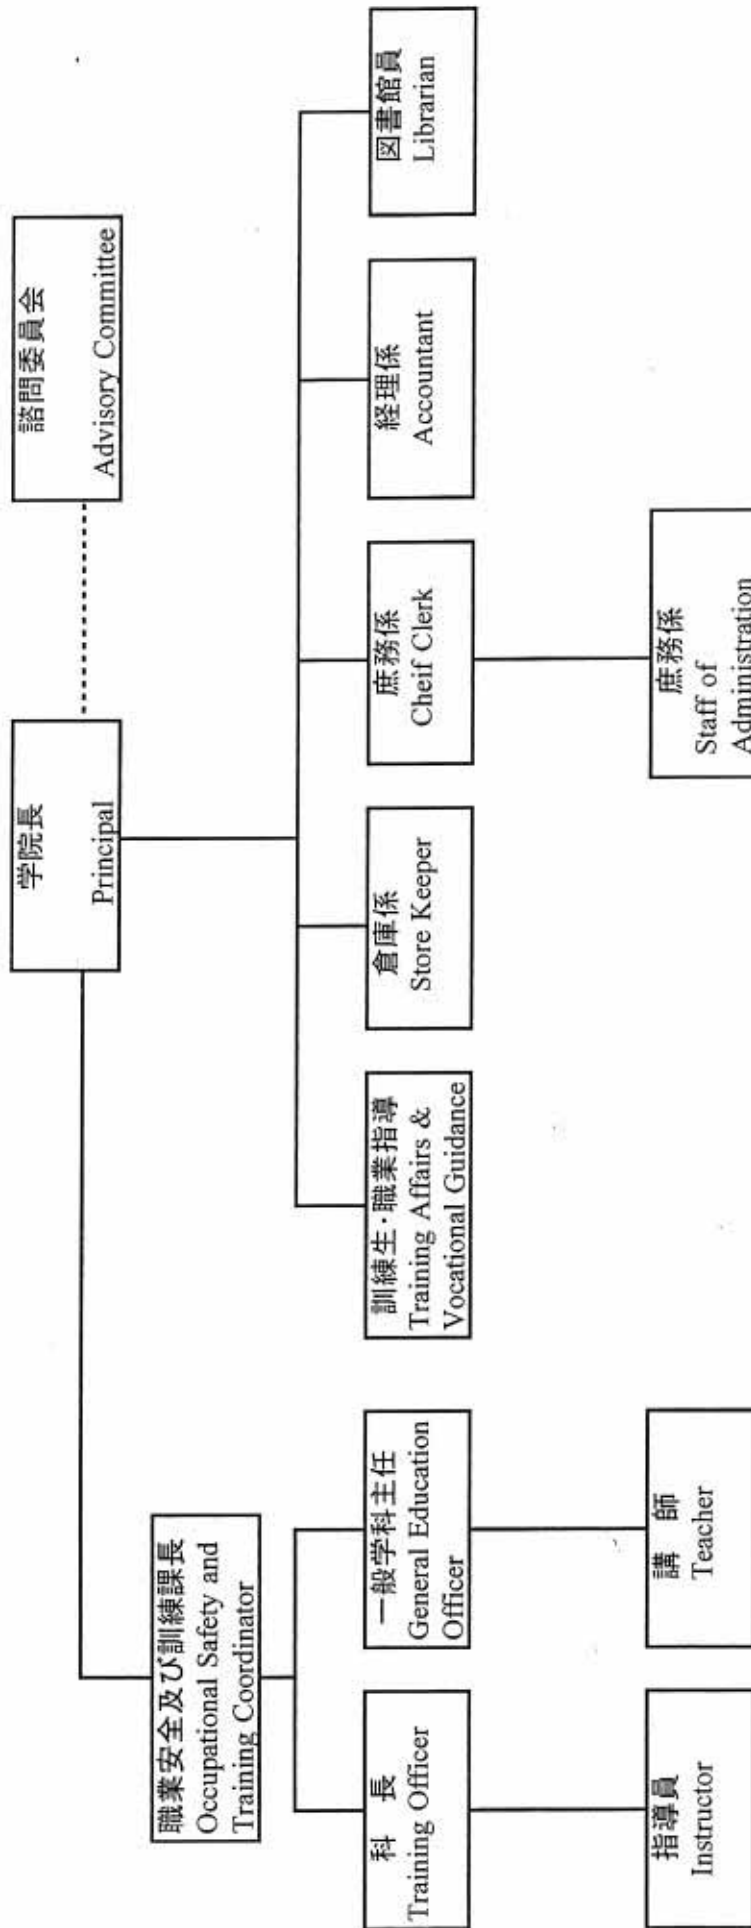 学院長
Principal
諮問委員会
Advisory Committee
職業安全及び訓練課長
Occupational Safety and
Training Coordinator
科　長
Training Officer
一般学科主任
General Education
Officer
訓練生・職業指導
Training Affairs &
Vocational Guidance
倉庫係
Store Keeper
庶務係
Cheif Clerk
経理係
Accountant
図書館員
Librarian
指導員
Instructor
講　師
Teacher
庶務係
Staff of
Administration